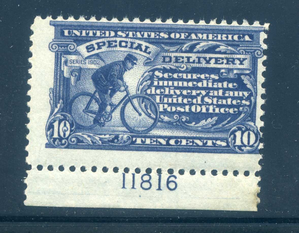 UNITED STATES OF AMERICA
SPECIAL DELIVERY
SERIES 1902
Secures
immediate
delivery at any
United States
Post Office
10 10
TEN CENTS
11816